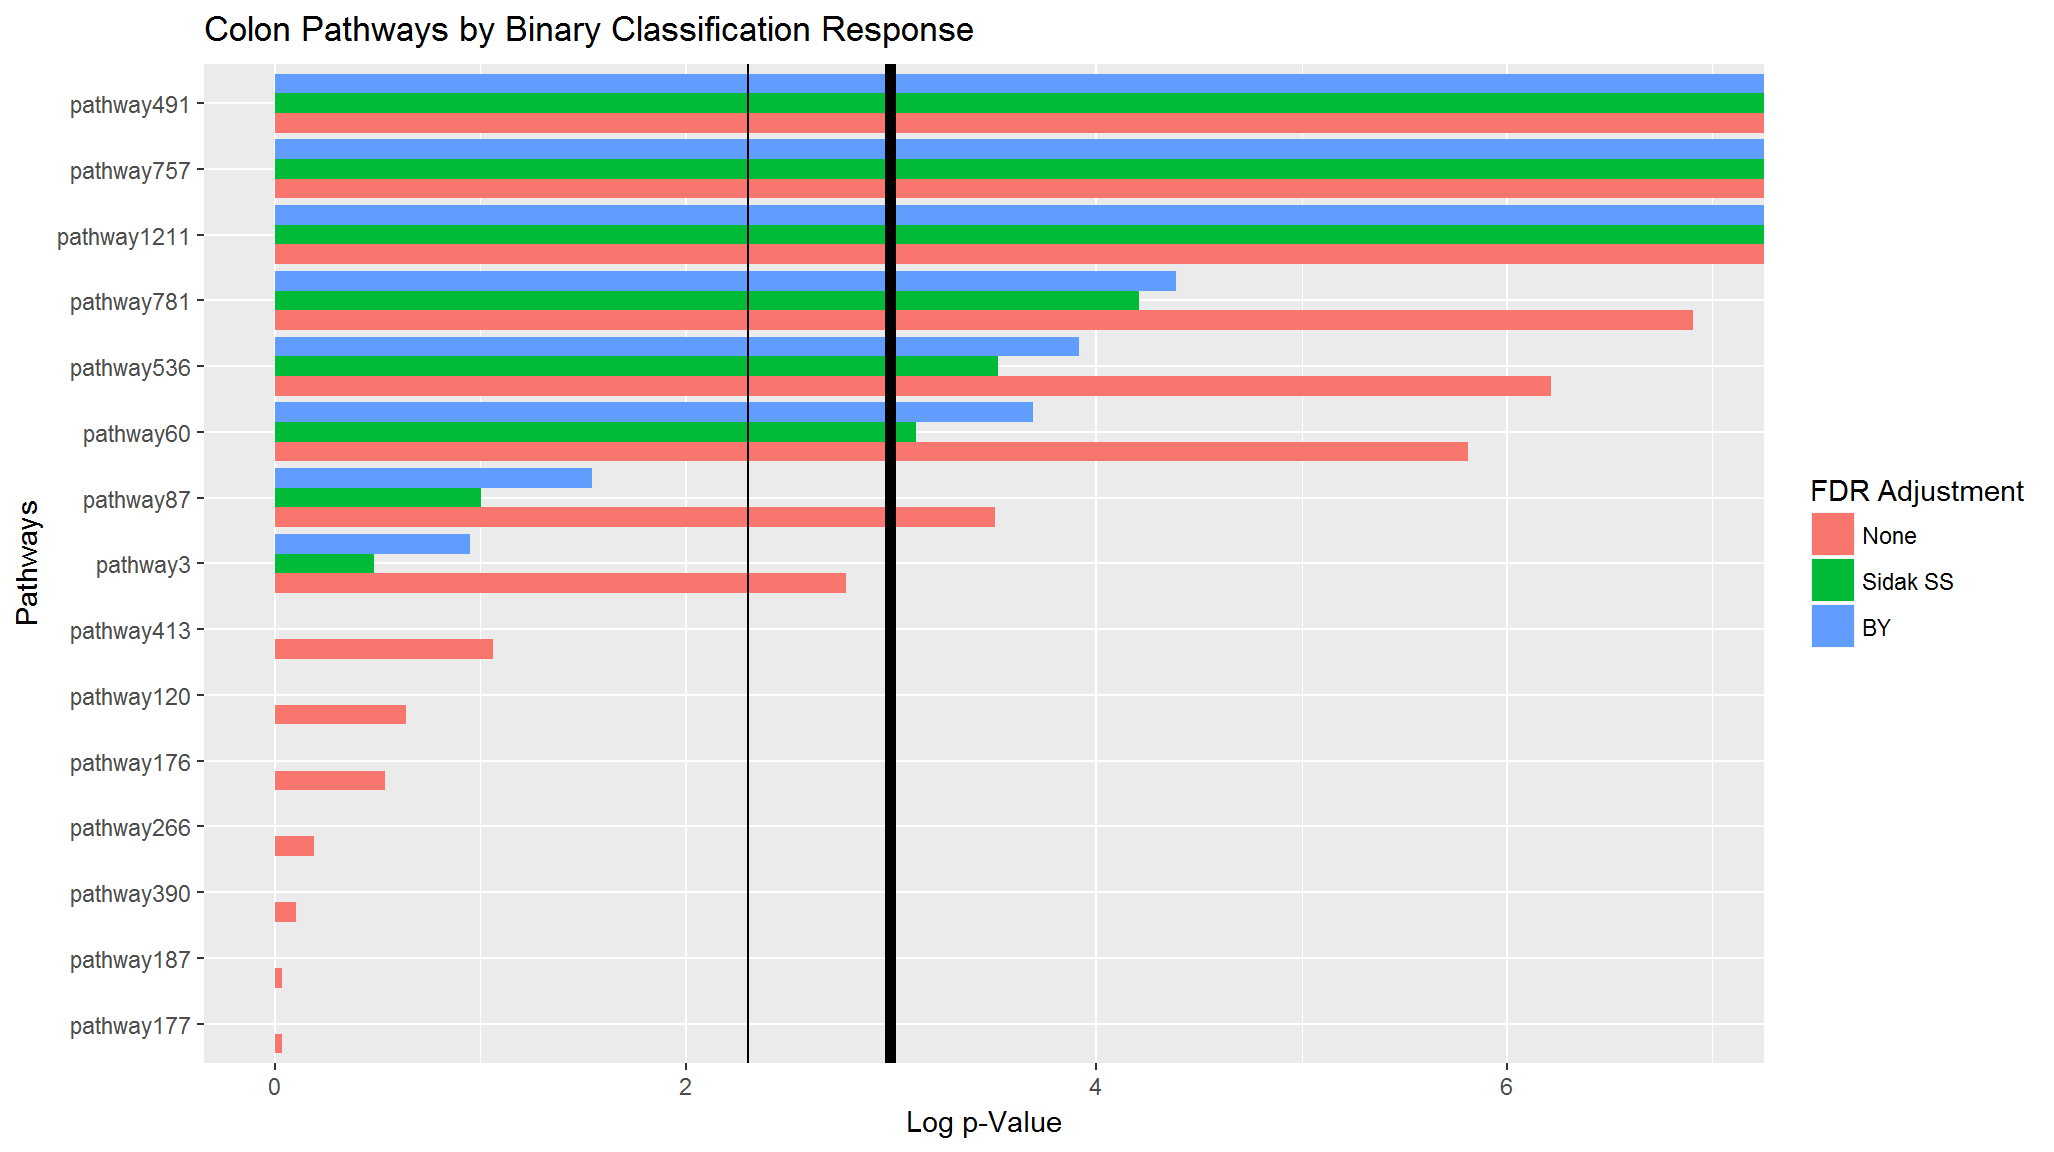 Colon Pathways by Binary Classification Response
pathway491
pathway757
pathway1211
pathway781
pathway536
pathway60
pathway87
pathway3
pathway413
pathway120
pathway176
pathway266
pathway390
pathway187
pathway177
Pathways
0 2 4 6
Log p-Value
FDR Adjustment
None
Sidak SS
BY